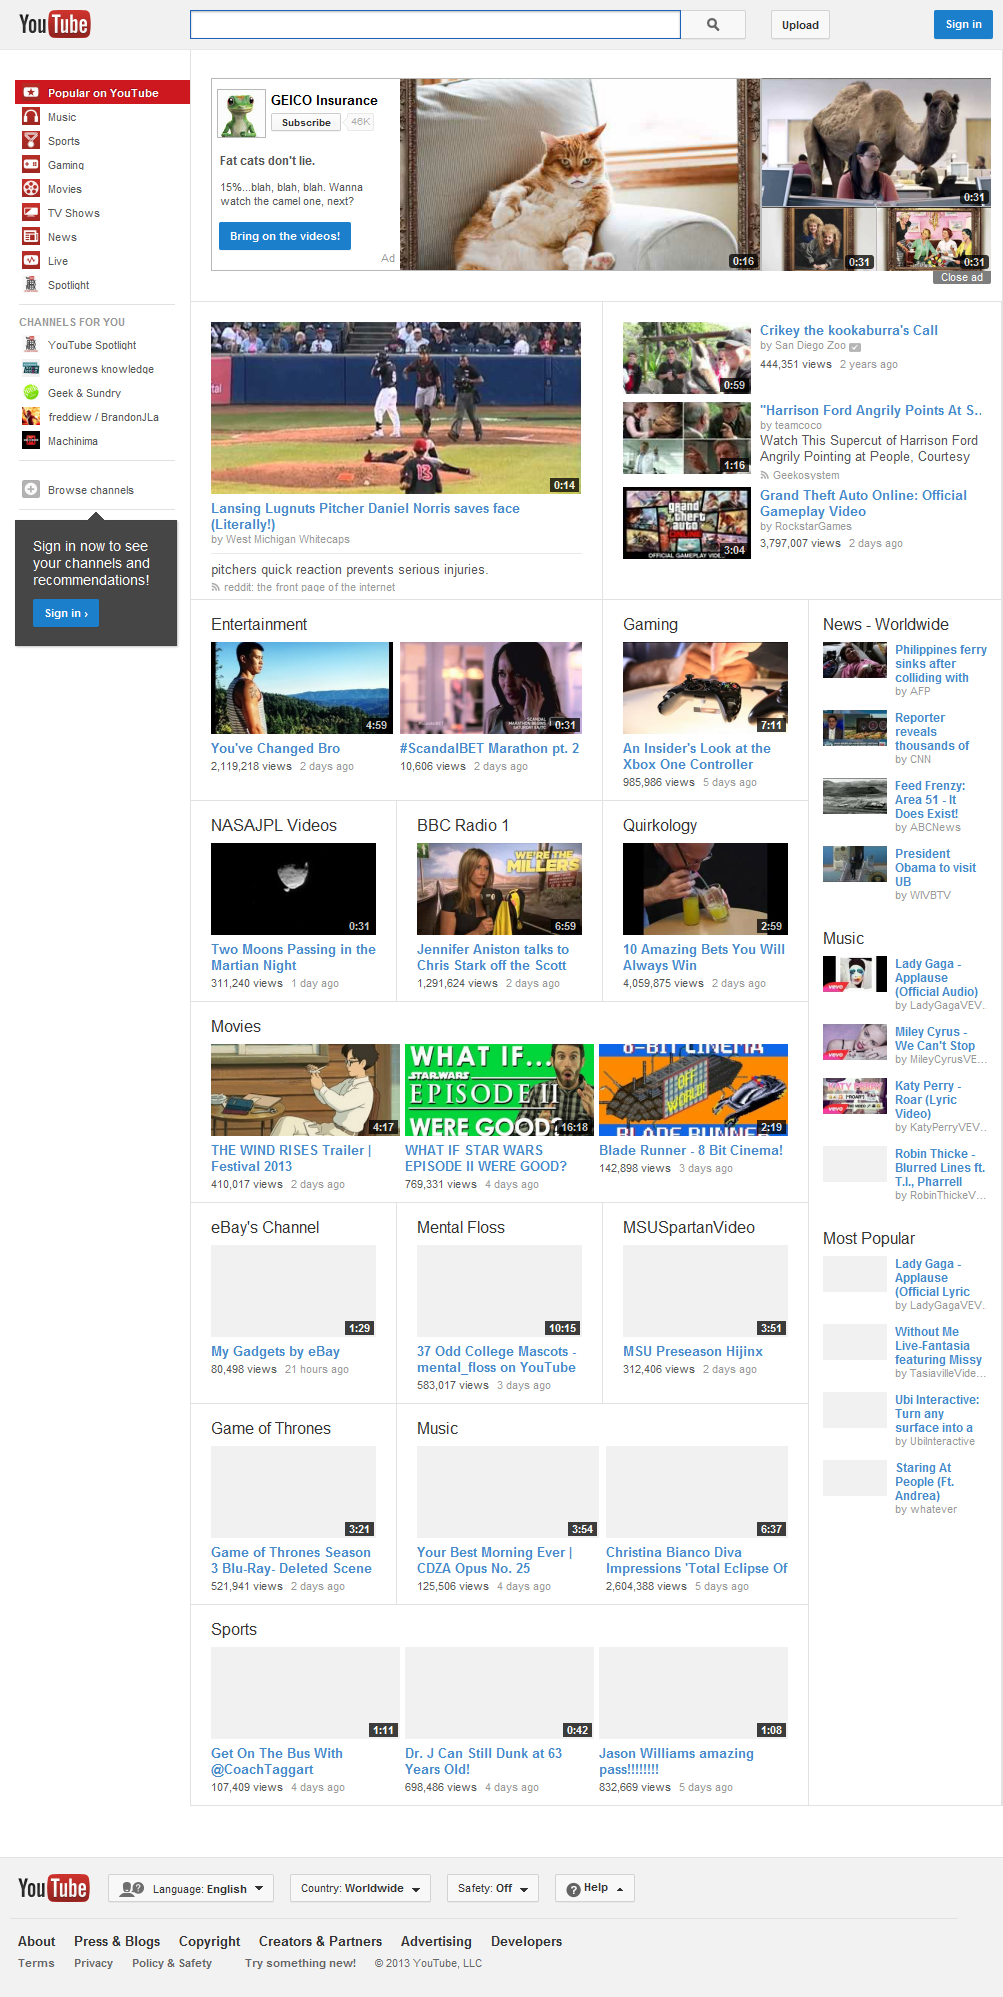 YouTube
Upload
Sign in
Popular on YouTube
Music
Sports
Gaming
Movies
TV Shows
News
Live
Spotlight
CHANNELS FOR YOU
YouTube Spotlight
euronews knowledge
Geek & Sundry
freddiew / BrandonJLa
Machinima
Browse channels
Sign in now to see
your channels and
recommendations!
Sign in ›
GEICO Insurance
Subscribe 46K
Fat cats don't lie.
15%...blah, blah, blah. Wanna
watch the camel one, next?
Bring on the videos!
Ad
0:16
0:31
0:31
0:31
Close ad
0:14
Lansing Lugnuts Pitcher Daniel Norris saves face
(Literally!)
by West Michigan Whitecaps
pitchers quick reaction prevents serious injuries.
reddit: the front page of the internet
0:59
Crikey the kookaburra's Call
by San Diego Zoo
444,351 views 2 years ago
1:16
"Harrison Ford Angrily Points At S..
by teamcoco
Watch This Supercut of Harrison Ford
Angrily Pointing at People, Courtesy
Geekosystem
grand theft auto ONLINE
OFFICIAL GAMEPLAY VIDEO
3:04
Grand Theft Auto Online: Official
Gameplay Video
by RockstarGames
3,797,007 views 2 days ago
Entertainment
4:59
You've Changed Bro
2,119,218 views 2 days ago
0:31
#ScandalBET Marathon pt. 2
10,606 views 2 days ago
Gaming
7:11
An Insider's Look at the
Xbox One Controller
985,986 views 5 days ago
NASAJPL Videos
0:31
Two Moons Passing in the
Martian Night
311,240 views 1 day ago
BBC Radio 1
WE'RE THE
MILLERS
6:59
Jennifer Aniston talks to
Chris Stark off the Scott
1,291,624 views 2 days ago
Quirkology
2:59
10 Amazing Bets You Will
Always Win
4,059,875 views 2 days ago
Movies
4:17
THE WIND RISES Trailer |
Festival 2013
410,017 views 2 days ago
WHAT IF...
STAR WARS
EPISODE II
WERE GOOD?
16:18
WHAT IF STAR WARS
EPISODE II WERE GOOD?
769,331 views 4 days ago
8-BIT CINEMA
OFF WORLD!
BLADE RUNNER
2:19
Blade Runner - 8 Bit Cinema!
142,898 views 3 days ago
eBay's Channel
1:29
My Gadgets by eBay
80,498 views 21 hours ago
Mental Floss
10:15
37 Odd College Mascots -
mental_floss on YouTube
583,017 views 3 days ago
MSUSpartanVideo
3:51
MSU Preseason Hijinx
312,406 views 2 days ago
Game of Thrones
3:21
Game of Thrones Season
3 Blu-Ray- Deleted Scene
521,941 views 2 days ago
Music
3:54
Your Best Morning Ever |
CDZA Opus No. 25
125,506 views 4 days ago
6:37
Christina Bianco Diva
Impressions 'Total Eclipse Of
2,604,388 views 5 days ago
Sports
1:11
Get On The Bus With
@CoachTaggart
107,409 views 4 days ago
0:42
Dr. J Can Still Dunk at 63
Years Old!
698,486 views 4 days ago
1:08
Jason Williams amazing
pass!!!!!!!!
832,669 views 5 days ago
News - Worldwide
Philippines ferry
sinks after
colliding with
by AFP
Reporter
reveals
thousands of
by CNN
Feed Frenzy:
Area 51 - It
Does Exist!
by ABCNews
President
Obama to visit
UB
by WIVBTV
Music
vevo
Lady Gaga -
Applause
(Official Audio)
by LadyGagaVEV..
vevo
Miley Cyrus -
We Can't Stop
by MileyCyrusVE...
KATY PERRY
"ROAR"
vevo
Katy Perry -
Roar (Lyric
Video)
by KatyPerryVEV..
Robin Thicke -
Blurred Lines ft.
T.I., Pharrell
by RobinThickeV...
Most Popular
Lady Gaga -
Applause
(Official Lyric
by LadyGagaVEV..
Without Me
Live-Fantasia
featuring Missy
by TasiavilleVide...
Ubi Interactive:
Turn any
surface into a
by UbiInteractive
Staring At
People (Ft.
Andrea)
by whatever
YouTube
Language: English
Country: Worldwide
Safety: Off
Help
About Press & Blogs Copyright Creators & Partners Advertising Developers
Terms Privacy Policy & Safety Try something new! © 2013 YouTube, LLC